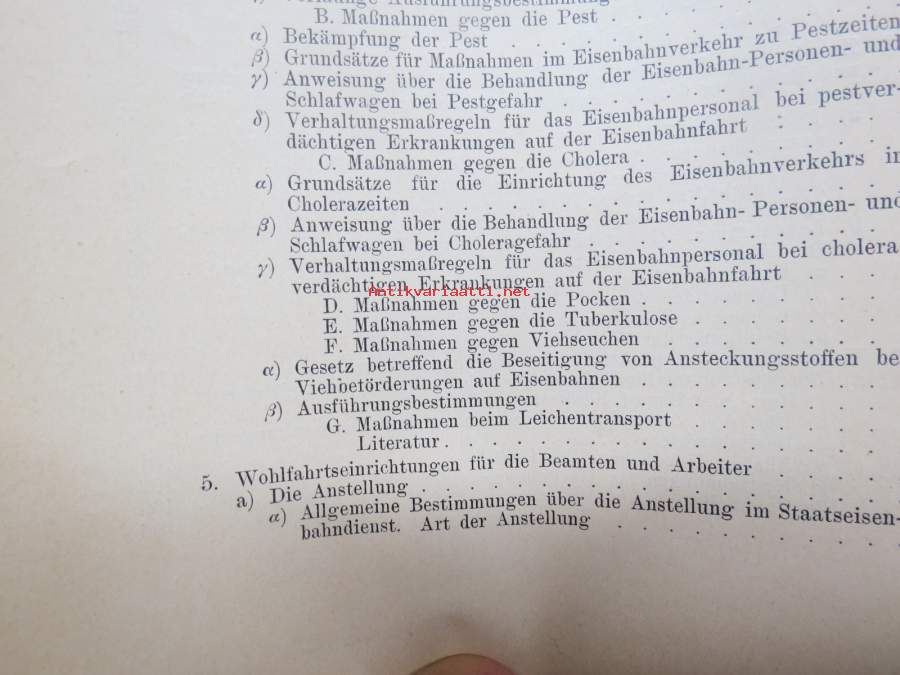 Ausführungsbestimmung
B. Maßnahmen gegen die Pest . . .
α) Bekämpfung der Pest . . .
β) Grundsätze für Maßnahmen im Eisenbahnverkehr zu Pestzeiten
γ) Anweisung über die Behandlung der Eisenbahn-Personen- und
Schlafwagen bei Pestgefahr . . .
δ) Verhaltungsmaßregeln für das Eisenbahnpersonal bei pestver-
dächtigen Erkrankungen auf der Eisenbahnfahrt . . .
C. Maßnahmen gegen die Cholera . . .
α) Grundsätze für die Einrichtung des Eisenbahnverkehrs in
Cholerazeiten . . .
β) Anweisung über die Behandlung der Eisenbahn- Personen- und
Schlafwagen bei Choleragefahr . . .
γ) Verhaltungsmaßregeln für das Eisenbahnpersonal bei cholera
verdächtigen Erkrankungen auf der Eisenbahnfahrt . . .
Antikvariaatti.net
D. Maßnahmen gegen die Pocken . . .
E. Maßnahmen gegen die Tuberkulose . . .
F. Maßnahmen gegen Viehseuchen . . .
α) Gesetz betreffend die Beseitigung von Ansteckungsstoffen be
Viehbeförderungen auf Eisenbahnen . . .
β) Ausführungsbestimmungen . . .
G. Maßnahmen beim Leichentransport . . .
Literatur . . .
5. Wohlfahrtseinrichtungen für die Beamten und Arbeiter . . .
a) Die Anstellung . . .
α) Allgemeine Bestimmungen über die Anstellung im Staatseisen-
bahndienst. Art der Anstellung . . .